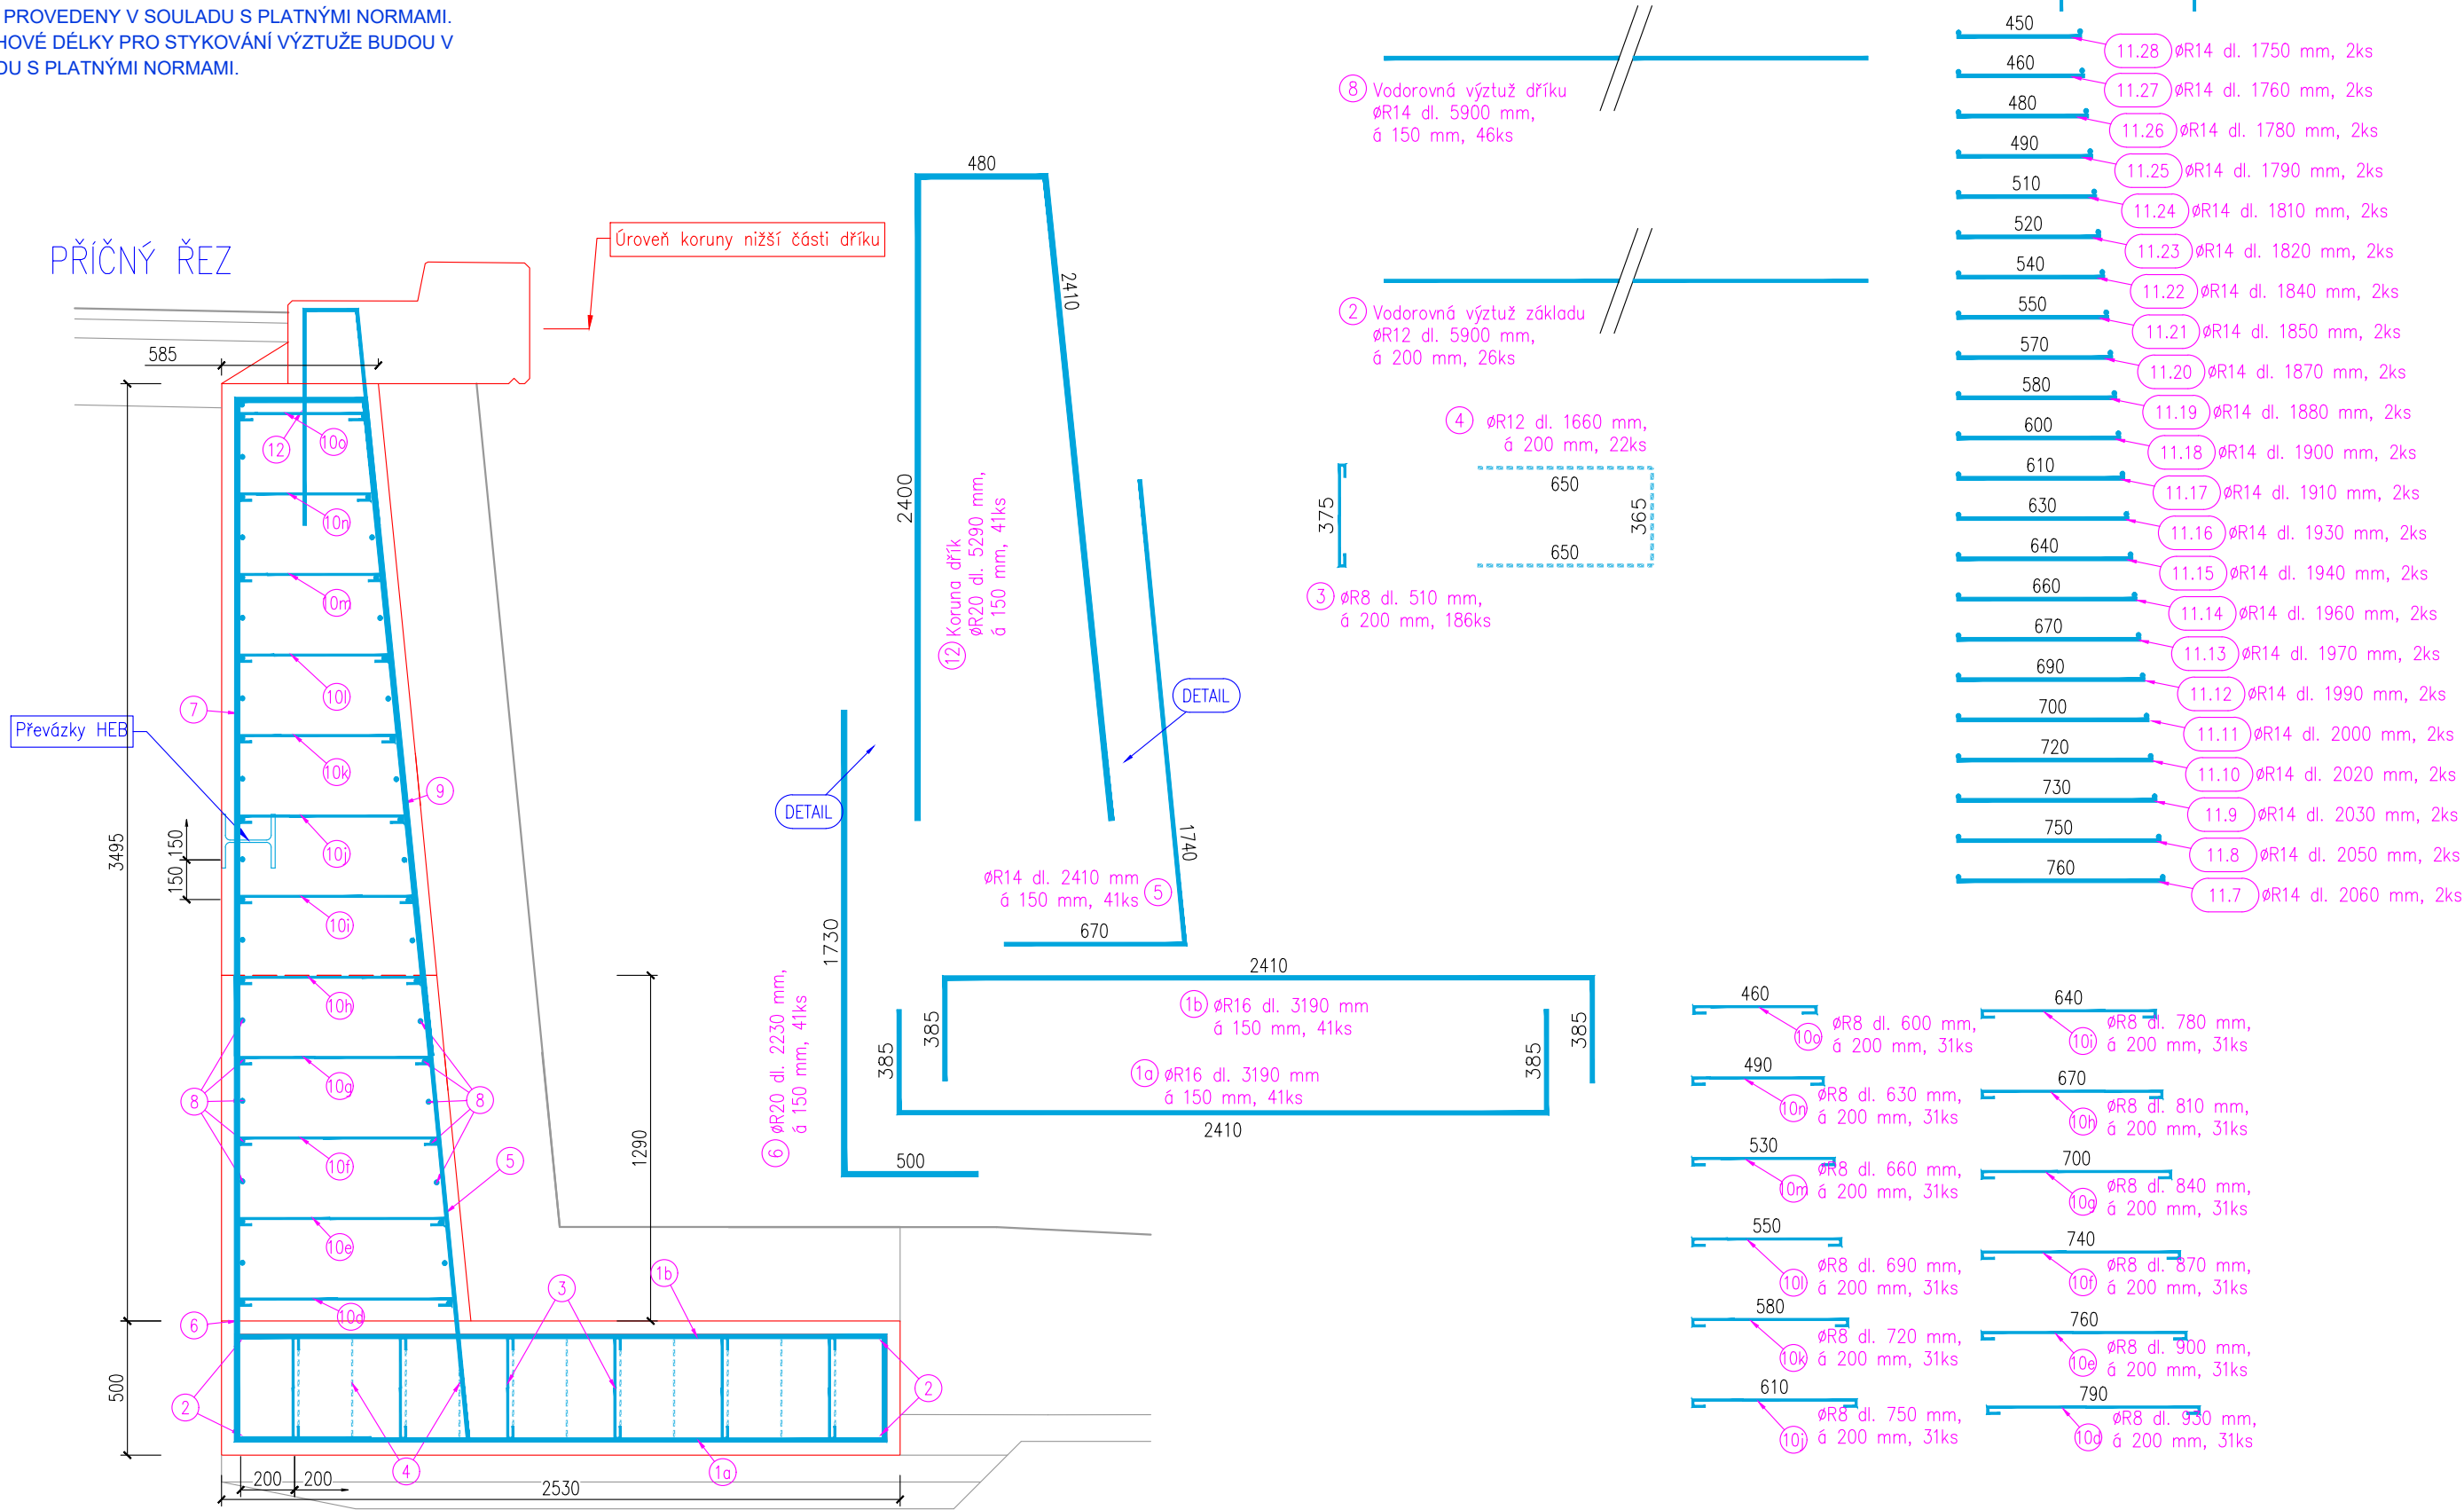 PROVEDENY V SOULADU S PLATNÝMI NORMAMI.
HOVÉ DÉLKY PRO STYKOVÁNÍ VÝZTUŽE BUDOU V
DU S PLATNÝMI NORMAMI.
PŘÍČNÝ ŘEZ
Úroveň koruny nižší části dříku
585
12
10o
10n
10m
10l
7
Převázky HEB
10k
9
3495
150
150
10j
10i
10h
8
10g
8
10f
5
10e
10d
6
1290
3
1b
500
2
2
4
1a
200
200
2530
480
2410
2400
12 Koruna dřík
øR20 dl. 5290 mm,
á 150 mm, 41ks
DETAIL
DETAIL
1730
6 øR20 dl. 2230 mm,
á 150 mm, 41ks
500
1740
øR14 dl. 2410 mm
á 150 mm, 41ks 5
670
2410
1b øR16 dl. 3190 mm
á 150 mm, 41ks
385
385
1a øR16 dl. 3190 mm
á 150 mm, 41ks
385
385
2410
8 Vodorovná výztuž dříku
øR14 dl. 5900 mm,
á 150 mm, 46ks
2 Vodorovná výztuž základu
øR12 dl. 5900 mm,
á 200 mm, 26ks
4 øR12 dl. 1660 mm,
á 200 mm, 22ks
650
365
650
375
3 øR8 dl. 510 mm,
á 200 mm, 186ks
450
11.28 øR14 dl. 1750 mm, 2ks
460
11.27 øR14 dl. 1760 mm, 2ks
480
11.26 øR14 dl. 1780 mm, 2ks
490
11.25 øR14 dl. 1790 mm, 2ks
510
11.24 øR14 dl. 1810 mm, 2ks
520
11.23 øR14 dl. 1820 mm, 2ks
540
11.22 øR14 dl. 1840 mm, 2ks
550
11.21 øR14 dl. 1850 mm, 2ks
570
11.20 øR14 dl. 1870 mm, 2ks
580
11.19 øR14 dl. 1880 mm, 2ks
600
11.18 øR14 dl. 1900 mm, 2ks
610
11.17 øR14 dl. 1910 mm, 2ks
630
11.16 øR14 dl. 1930 mm, 2ks
640
11.15 øR14 dl. 1940 mm, 2ks
660
11.14 øR14 dl. 1960 mm, 2ks
670
11.13 øR14 dl. 1970 mm, 2ks
690
11.12 øR14 dl. 1990 mm, 2ks
700
11.11 øR14 dl. 2000 mm, 2ks
720
11.10 øR14 dl. 2020 mm, 2ks
730
11.9 øR14 dl. 2030 mm, 2ks
750
11.8 øR14 dl. 2050 mm, 2ks
760
11.7 øR14 dl. 2060 mm, 2ks
460
10o øR8 dl. 600 mm,
á 200 mm, 31ks
490
10n øR8 dl. 630 mm,
á 200 mm, 31ks
530
10m øR8 dl. 660 mm,
á 200 mm, 31ks
550
10l øR8 dl. 690 mm,
á 200 mm, 31ks
580
10k øR8 dl. 720 mm,
á 200 mm, 31ks
610
10j øR8 dl. 750 mm,
á 200 mm, 31ks
640
10i øR8 dl. 780 mm,
á 200 mm, 31ks
670
10h øR8 dl. 810 mm,
á 200 mm, 31ks
700
10g øR8 dl. 840 mm,
á 200 mm, 31ks
740
10f øR8 dl. 870 mm,
á 200 mm, 31ks
760
10e øR8 dl. 900 mm,
á 200 mm, 31ks
790
10d øR8 dl. 930 mm,
á 200 mm, 31ks